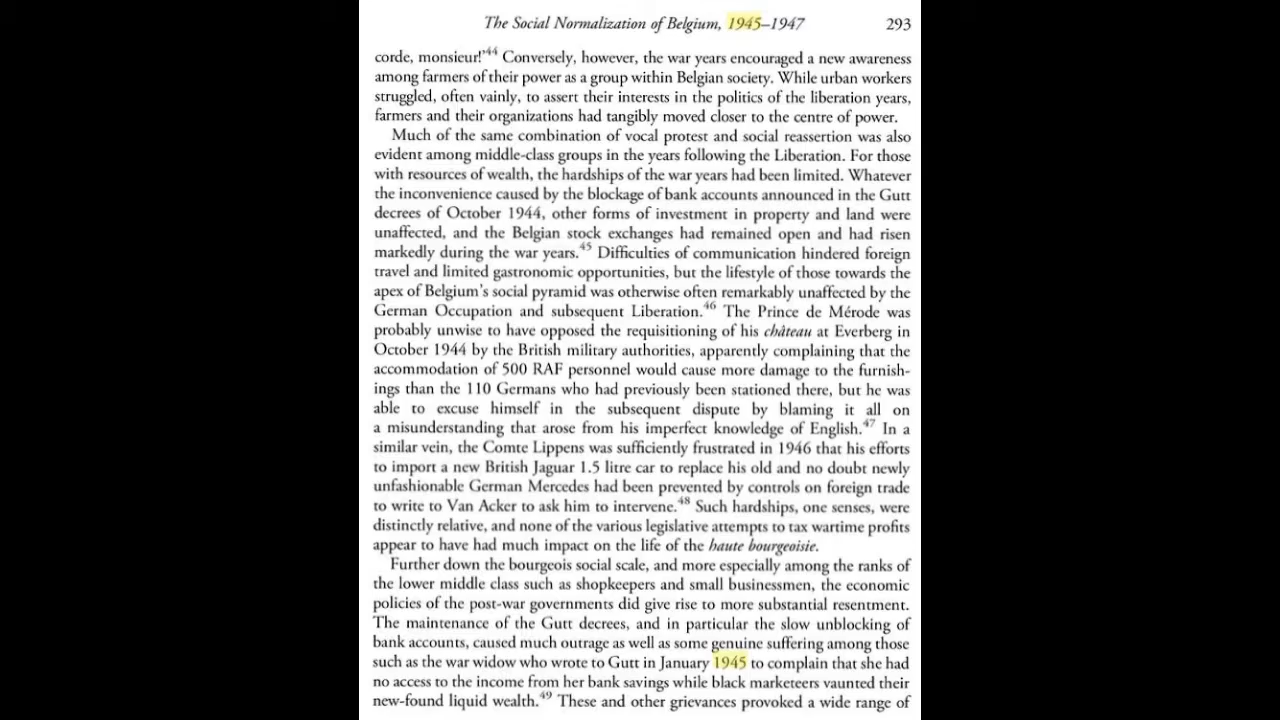 The Social Normalization of Belgium, 1945–1947 293
corde, monsieur!’44 Conversely, however, the war years encouraged a new awareness
among farmers of their power as a group within Belgian society. While urban workers
struggled, often vainly, to assert their interests in the politics of the liberation years,
farmers and their organizations had tangibly moved closer to the centre of power.
Much of the same combination of vocal protest and social reassertion was also
evident among middle-class groups in the years following the Liberation. For those
with resources of wealth, the hardships of the war years had been limited. Whatever
the inconvenience caused by the blockage of bank accounts announced in the Gutt
decrees of October 1944, other forms of investment in property and land were
unaffected, and the Belgian stock exchanges had remained open and had risen
markedly during the war years.45 Difficulties of communication hindered foreign
travel and limited gastronomic opportunities, but the lifestyle of those towards the
apex of Belgium’s social pyramid was otherwise often remarkably unaffected by the
German Occupation and subsequent Liberation.46 The Prince de Mérode was
probably unwise to have opposed the requisitioning of his château at Everberg in
October 1944 by the British military authorities, apparently complaining that the
accommodation of 500 RAF personnel would cause more damage to the furnish-
ings than the 110 Germans who had previously been stationed there, but he was
able to excuse himself in the subsequent dispute by blaming it all on
a misunderstanding that arose from his imperfect knowledge of English.47 In a
similar vein, the Comte Lippens was sufficiently frustrated in 1946 that his efforts
to import a new British Jaguar 1.5 litre car to replace his old and no doubt newly
unfashionable German Mercedes had been prevented by controls on foreign trade
to write to Van Acker to ask him to intervene.48 Such hardships, one senses, were
distinctly relative, and none of the various legislative attempts to tax wartime profits
appear to have had much impact on the life of the haute bourgeoisie.
Further down the bourgeois social scale, and more especially among the ranks of
the lower middle class such as shopkeepers and small businessmen, the economic
policies of the post-war governments did give rise to more substantial resentment.
The maintenance of the Gutt decrees, and in particular the slow unblocking of
bank accounts, caused much outrage as well as some genuine suffering among those
such as the war widow who wrote to Gutt in January 1945 to complain that she had
no access to the income from her bank savings while black marketeers vaunted their
new-found liquid wealth.49 These and other grievances provoked a wide range of